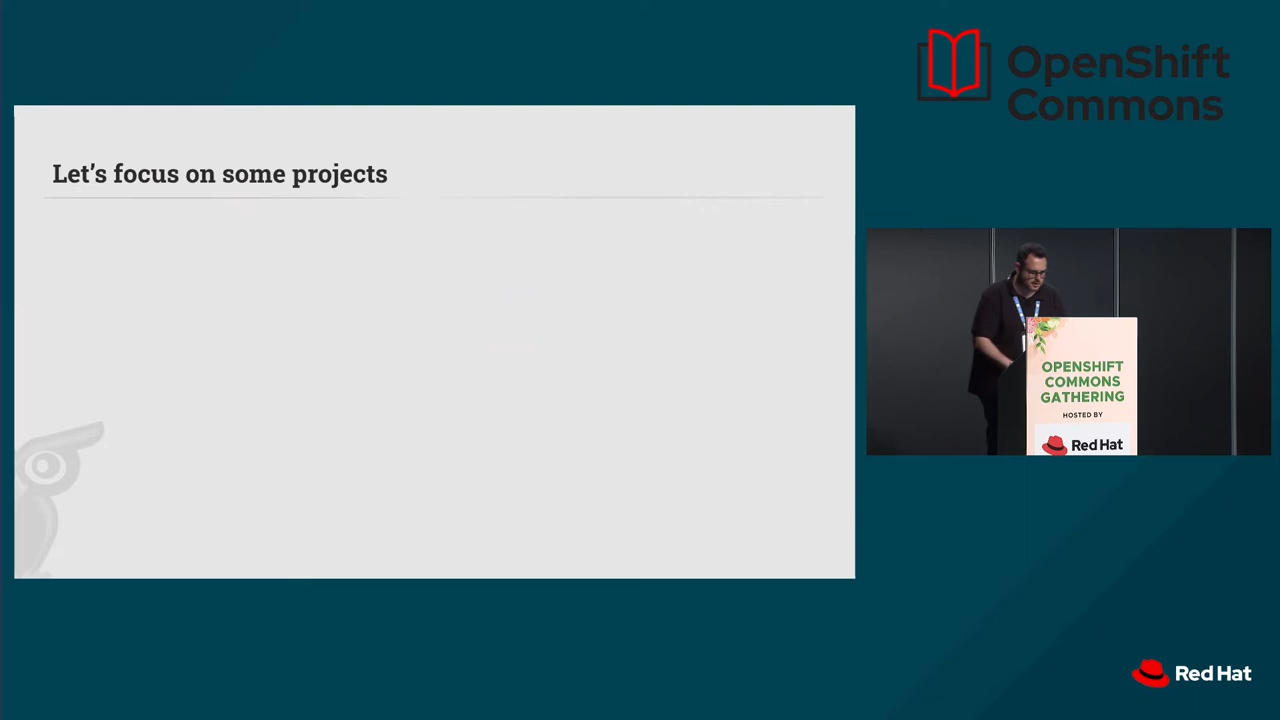 OpenShift
Commons
Let’s focus on some projects
OPENSHIFT
COMMONS
GATHERING
HOSTED BY
Red Hat
Red Hat